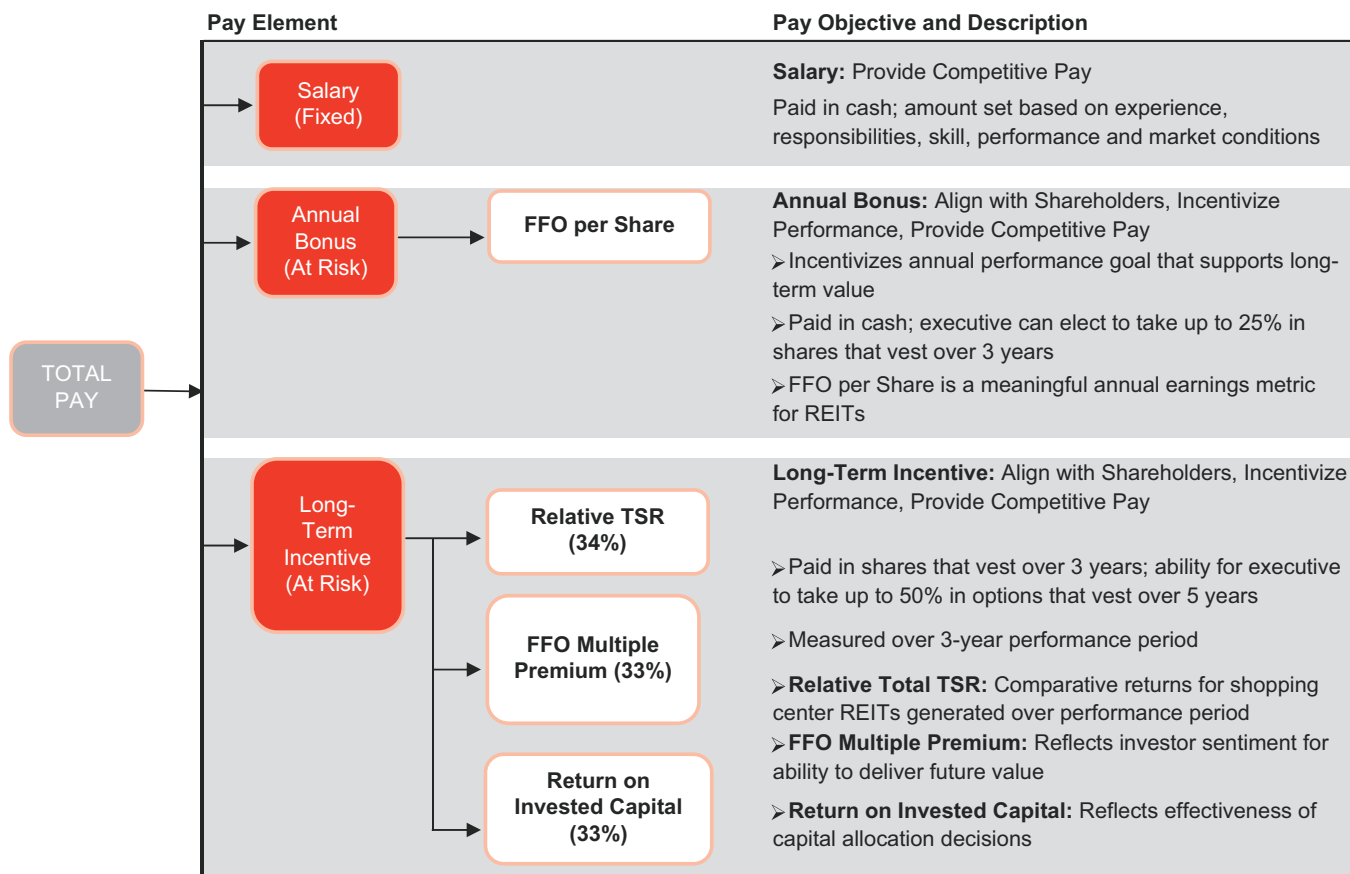 Pay Element
Pay Objective and Description
Salary
(Fixed)
Salary: Provide Competitive Pay
Paid in cash; amount set based on experience,
responsibilities, skill, performance and market conditions
Annual
Bonus
(At Risk)
FFO per Share
Annual Bonus: Align with Shareholders, Incentivize
Performance, Provide Competitive Pay
➢Incentivizes annual performance goal that supports long-
term value
➢Paid in cash; executive can elect to take up to 25% in
shares that vest over 3 years
➢FFO per Share is a meaningful annual earnings metric
for REITs
TOTAL
PAY
Long-
Term
Incentive
(At Risk)
Relative TSR
(34%)
FFO Multiple
Premium (33%)
Return on
Invested Capital
(33%)
Long-Term Incentive: Align with Shareholders, Incentivize
Performance, Provide Competitive Pay
➢Paid in shares that vest over 3 years; ability for executive
to take up to 50% in options that vest over 5 years
➢Measured over 3-year performance period
➢Relative Total TSR: Comparative returns for shopping
center REITs generated over performance period
➢FFO Multiple Premium: Reflects investor sentiment for
ability to deliver future value
➢Return on Invested Capital: Reflects effectiveness of
capital allocation decisions